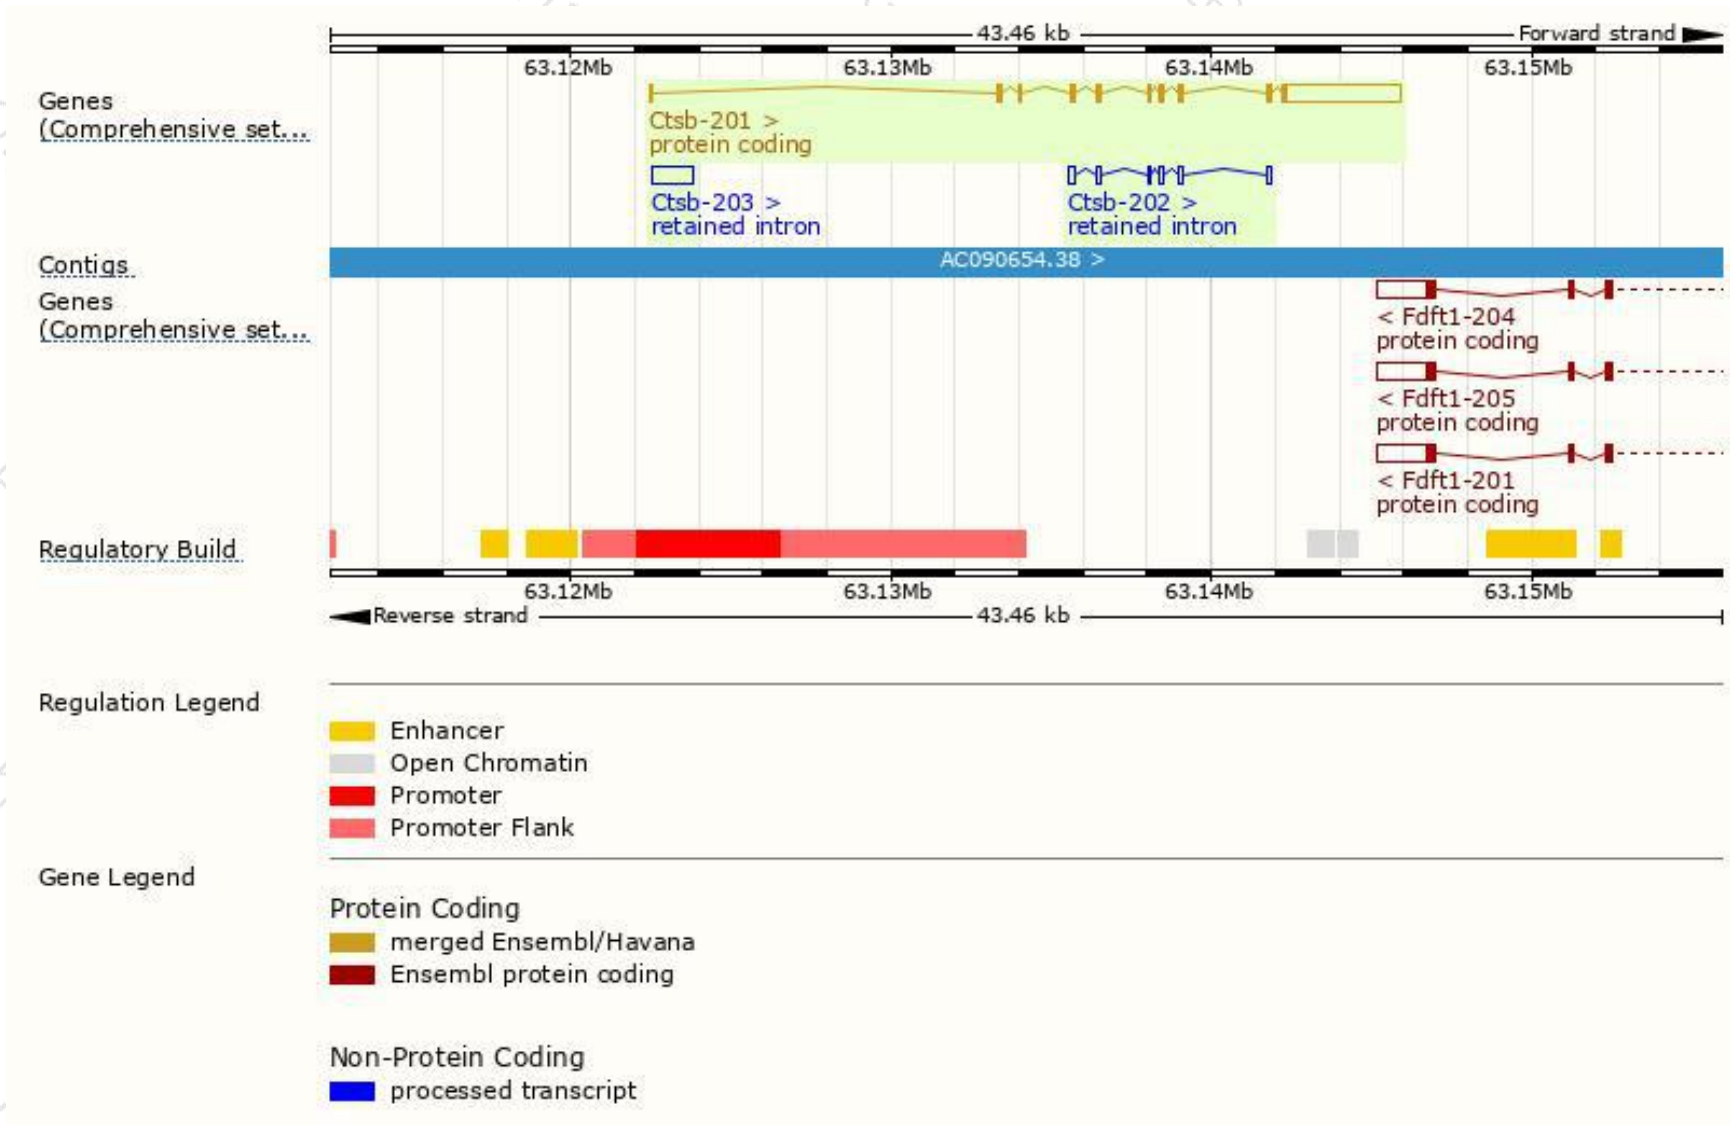 43.46 kb
Forward strand
63.12Mb 63.13Mb 63.14Mb 63.15Mb
Genes
(Comprehensive set...
Ctsb-201 >
protein coding
Ctsb-203 >
retained intron
Ctsb-202 >
retained intron
Contigs
AC090654.38 >
Genes
(Comprehensive set...
< Fdft1-204
protein coding
< Fdft1-205
protein coding
< Fdft1-201
protein coding
Regulatory Build
63.12Mb 63.13Mb 63.14Mb 63.15Mb
Reverse strand
43.46 kb
Regulation Legend
Enhancer
Open Chromatin
Promoter
Promoter Flank
Gene Legend
Protein Coding
merged Ensembl/Havana
Ensembl protein coding
Non-Protein Coding
processed transcript